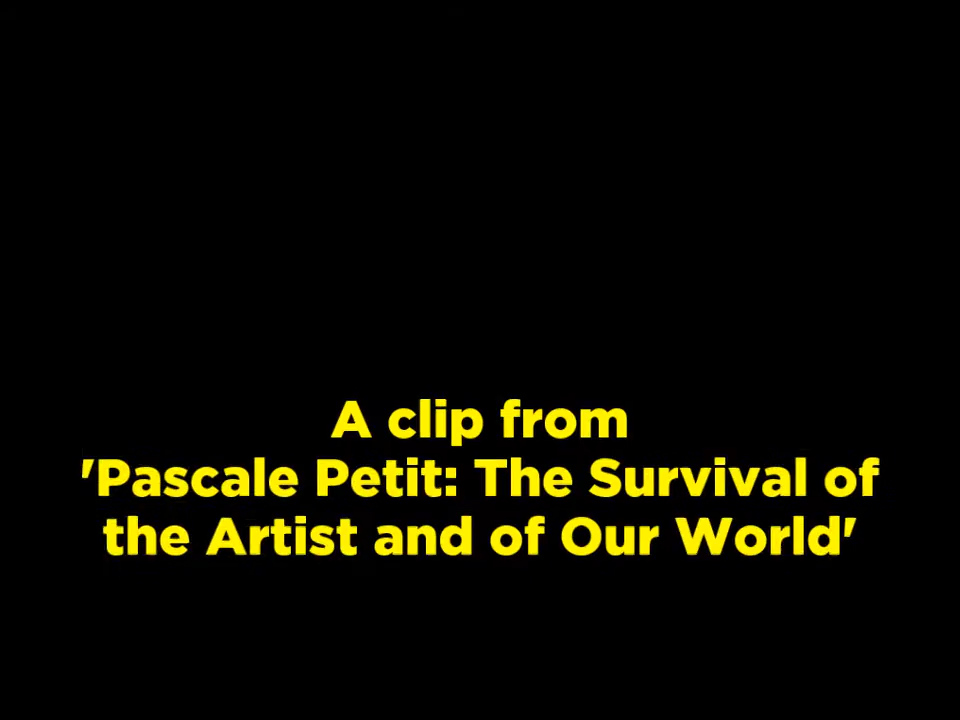 A clip from
'Pascale Petit: The Survival of
the Artist and of Our World'